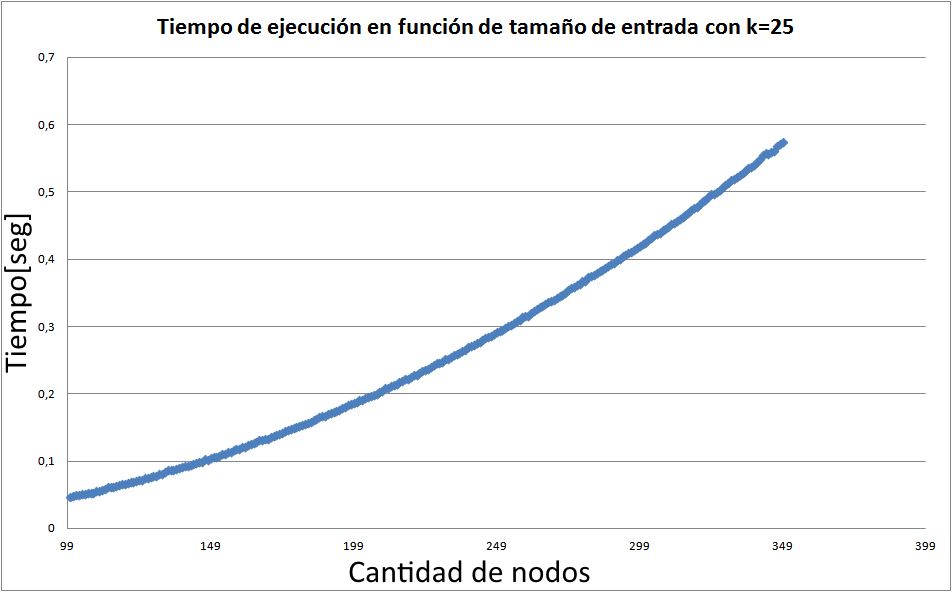 Tiempo de ejecución en función de tamaño de entrada con k=25
0,7
0,6
0,5
0,4
0,3
0,2
0,1
0
Tiempo[seg]
99 149 199 249 299 349 399
Cantidad de nodos